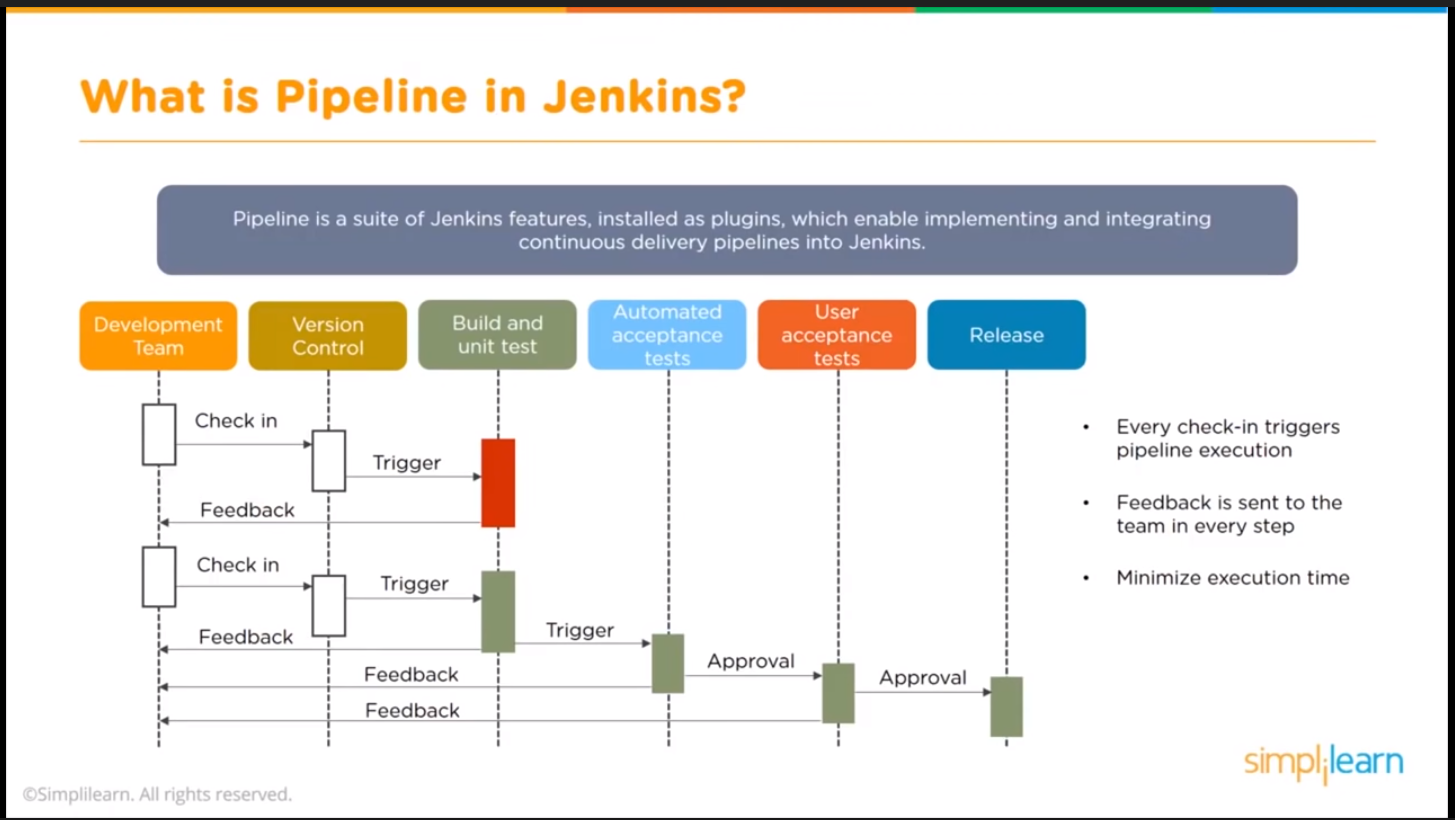 What is Pipeline in Jenkins?
Pipeline is a suite of Jenkins features, installed as plugins, which enable implementing and integrating
continuous delivery pipelines into Jenkins.
Development
Team
Version
Control
Build and
unit test
Automated
acceptance
tests
User
acceptance
tests
Release
Check in
Trigger
Feedback
Check in
Trigger
Feedback
Trigger
Feedback
Approval
Feedback
Approval
• Every check-in triggers
pipeline execution
• Feedback is sent to the
team in every step
• Minimize execution time
simplilearn
©Simplilearn. All rights reserved.